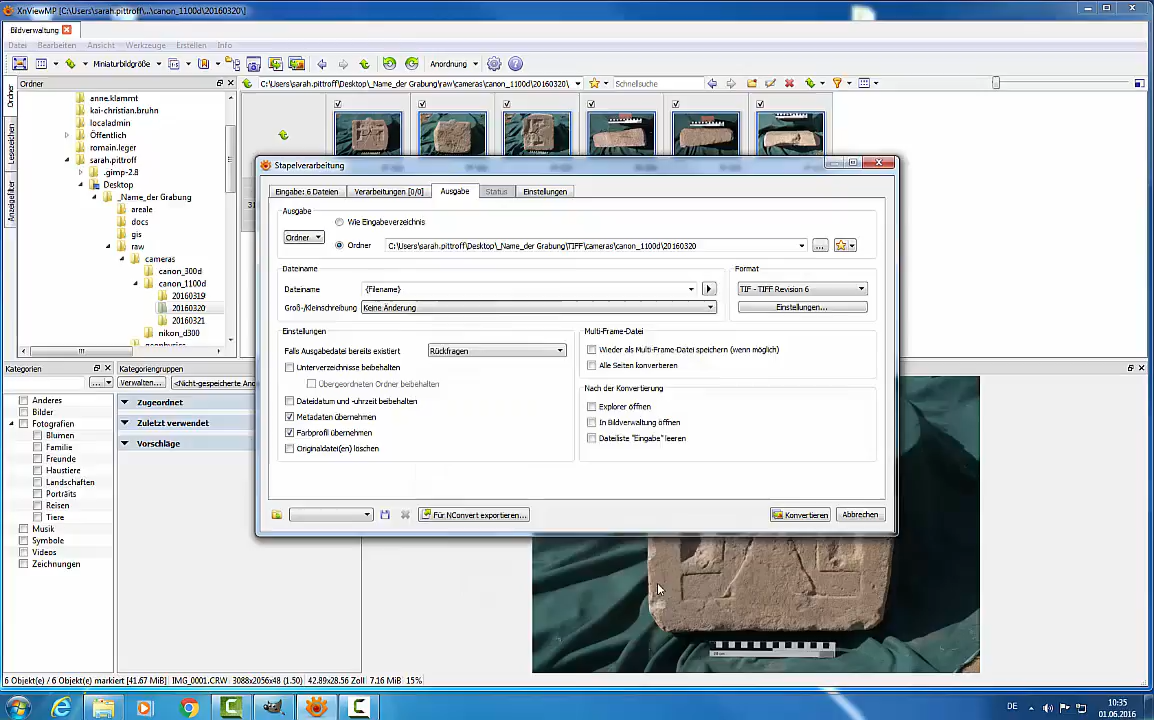 XnViewMP [C:\Users\sarah.pittroff\...\canon_1100d\20160320\]
Bildverwaltung
Datei Bearbeiten Ansicht Werkzeuge Erstellen Info
Miniaturbildgröße Anordnung
Ordner
C:\Users\sarah.pittroff\Desktop\_Name_der Grabung\raw\cameras\canon_1100d\20160320\
Schnellsuche
Ordner
Lesezeichen
Anzeigefilter
anne.klammt
kai-christian.bruhn
localadmin
Öffentlich
romain.leger
sarah.pittroff
.gimp-2.8
Desktop
_Name_der Grabung
areale
docs
gis
raw
cameras
canon_300d
canon_1100d
20160319
20160320
20160321
nikon_d300
Stapelverarbeitung
Eingabe: 6 Dateien Verarbeitungen [0/0] Ausgabe Status Einstellungen
Ausgabe
Wie Eingabeverzeichnis
Ordner
Ordner C:\Users\sarah.pittroff\Desktop\_Name_der Grabung\TIFF\cameras\canon_1100d\20160320 ...
Dateiname
Dateiname {Filename}
Groß-/Kleinschreibung Keine Änderung
Format
TIF - TIFF Revision 6
Einstellungen...
Einstellungen
Falls Ausgabedatei bereits existiert Rückfragen
Unterverzeichnisse beibehalten
Übergeordneten Ordner beibehalten
Dateidatum und -uhrzeit beibehalten
Metadaten übernehmen
Farbprofil übernehmen
Originaldatei(en) löschen
Multi-Frame-Datei
Wieder als Multi-Frame-Datei speichern (wenn möglich)
Alle Seiten konverberen
Nach der Konvertierung
Explorer öffnen
In Bildverwaltung öffnen
Dateiliste "Eingabe" leeren
Für NConvert exportieren... Konvertieren Abbrechen
Kategorien
... Verwalten...
Anderes
Bilder
Fotografien
Blumen
Familie
Freunde
Haustiere
Landschaften
Porträts
Reisen
Tiere
Musik
Symbole
Videos
Zeichnungen
Kategoriengruppen
<Nicht-gespeicherte An
Zugeordnet
Zuletzt verwendet
Vorschläge
6 Objekt(e) / 6 Objekt(e) markiert [41.67 MiB] IMG_0001.CRW 3088x2056x48 (1.50) 42.89x28.56 Zoll 7.16 MiB 15%
DE
10:35
01.06.2016